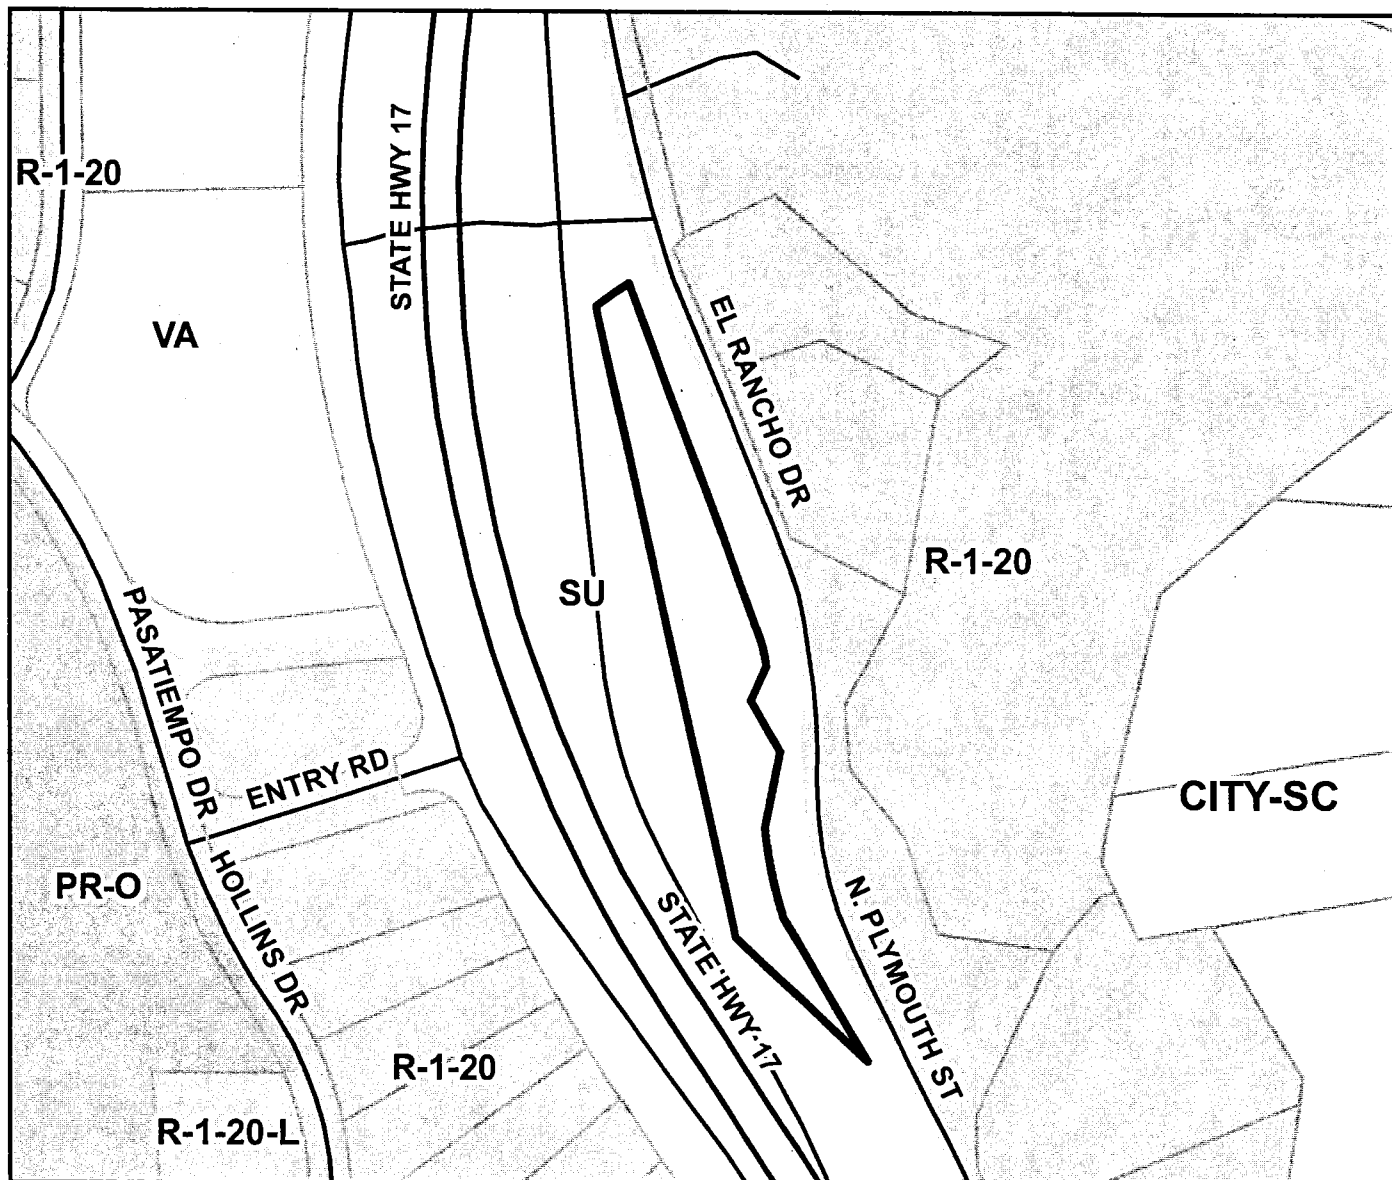 STATE HWY 17
R-1-20
VA
EL RANCHO DR
R-1-20
SU
PASATIEMPO DR
ENTRY RD
CITY-SC
PR-O
HOLLINS DR
STATE HWY 17
N. PLYMOUTH ST
R-1-20
R-1-20-L